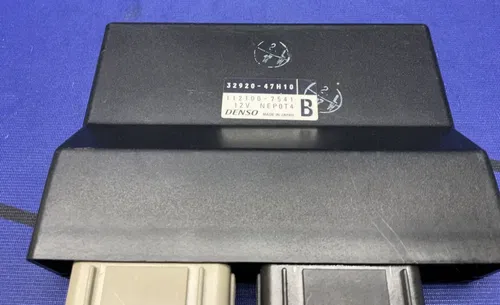 32920-47H10
112100-7541
12V NEP0T4
DENSO MADE IN JAPAN
B